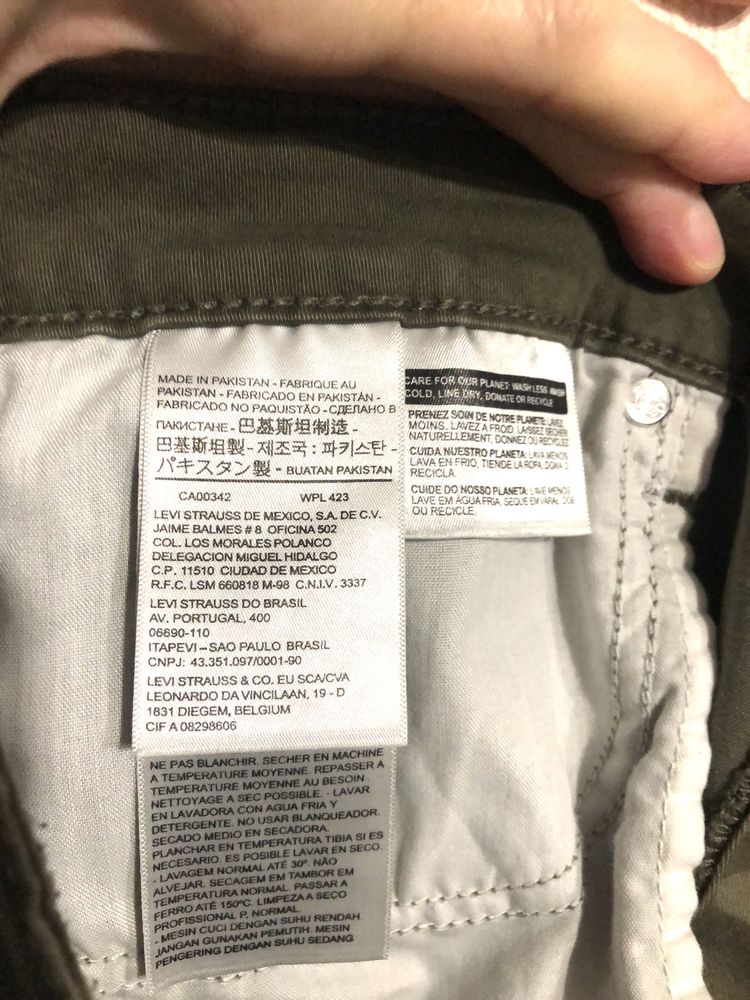 MADE IN PAKISTAN - FABRIQUE AU
PAKISTAN - FABRICADO EN PAKISTÁN -
FABRICADO NO PAQUISTÃO - СДЕЛАНО В
ПАКИСТАНЕ - 巴基斯坦制造 -
巴基斯坦製 - 제조국 : 파키스탄 -
パキスタン製 - BUATAN PAKISTAN
CA00342 WPL 423
LEVI STRAUSS DE MEXICO, S.A. DE C.V.
JAIME BALMES # 8 OFICINA 502
COL. LOS MORALES POLANCO
DELEGACION MIGUEL HIDALGO
C.P. 11510 CIUDAD DE MEXICO
R.F.C. LSM 660818 M-98 C.N.I.V. 3337
LEVI STRAUSS DO BRASIL
AV. PORTUGAL, 400
06690-110
ITAPEVI – SAO PAULO BRASIL
CNPJ: 43.351.097/0001-90
LEVI STRAUSS & CO. EU SCA/CVA
LEONARDO DA VINCILAAN, 19 - D
1831 DIEGEM, BELGIUM
CIF A 08298606
NE PAS BLANCHIR. SECHER EN MACHINE
A TEMPERATURE MOYENNE. REPASSER A
TEMPERATURE MOYENNE AU BESOIN.
NETTOYAGE A SEC POSSIBLE. - LAVAR
EN LAVADORA CON AGUA FRIA Y
DETERGENTE. NO USAR BLANQUEADOR.
SECADO MEDIO EN SECADORA.
PLANCHAR EN TEMPERATURA TIBIA SI ES
NECESARIO. ES POSIBLE LAVAR EN SECO.
- LAVAGEM NORMAL ATÉ 30°. NÃO
ALVEJAR. SECAGEM EM TAMBOR EM
TEMPERATURA NORMAL. PASSAR A
FERRO ATÉ 150ºC. LIMPEZA A SECO
PROFISSIONAL P, NORMAL.
- MESIN CUCI DENGAN SUHU RENDAH.
JANGAN GUNAKAN PEMUTIH. MESIN
PENGERING DENGAN SUHU SEDANG
CARE FOR OUR PLANET: WASH LESS, WASH
COLD, LINE DRY, DONATE OR RECYCLE
PRENEZ SOIN DE NOTRE PLANETE: LAVEZ
MOINS, LAVEZ A FROID, LAISSEZ SECHER
NATURELLEMENT, DONNEZ OU RECYCLEZ
CUIDA NUESTRO PLANETA: LAVA MENOS,
LAVA EN FRIO, TIENDE LA ROPA, DONA O
RECICLA.
CUIDE DO NOSSO PLANETA: LAVE MENOS,
LAVE EM AGUA FRIA, SEQUE EM VARAL, DOE
OU RECICLE.